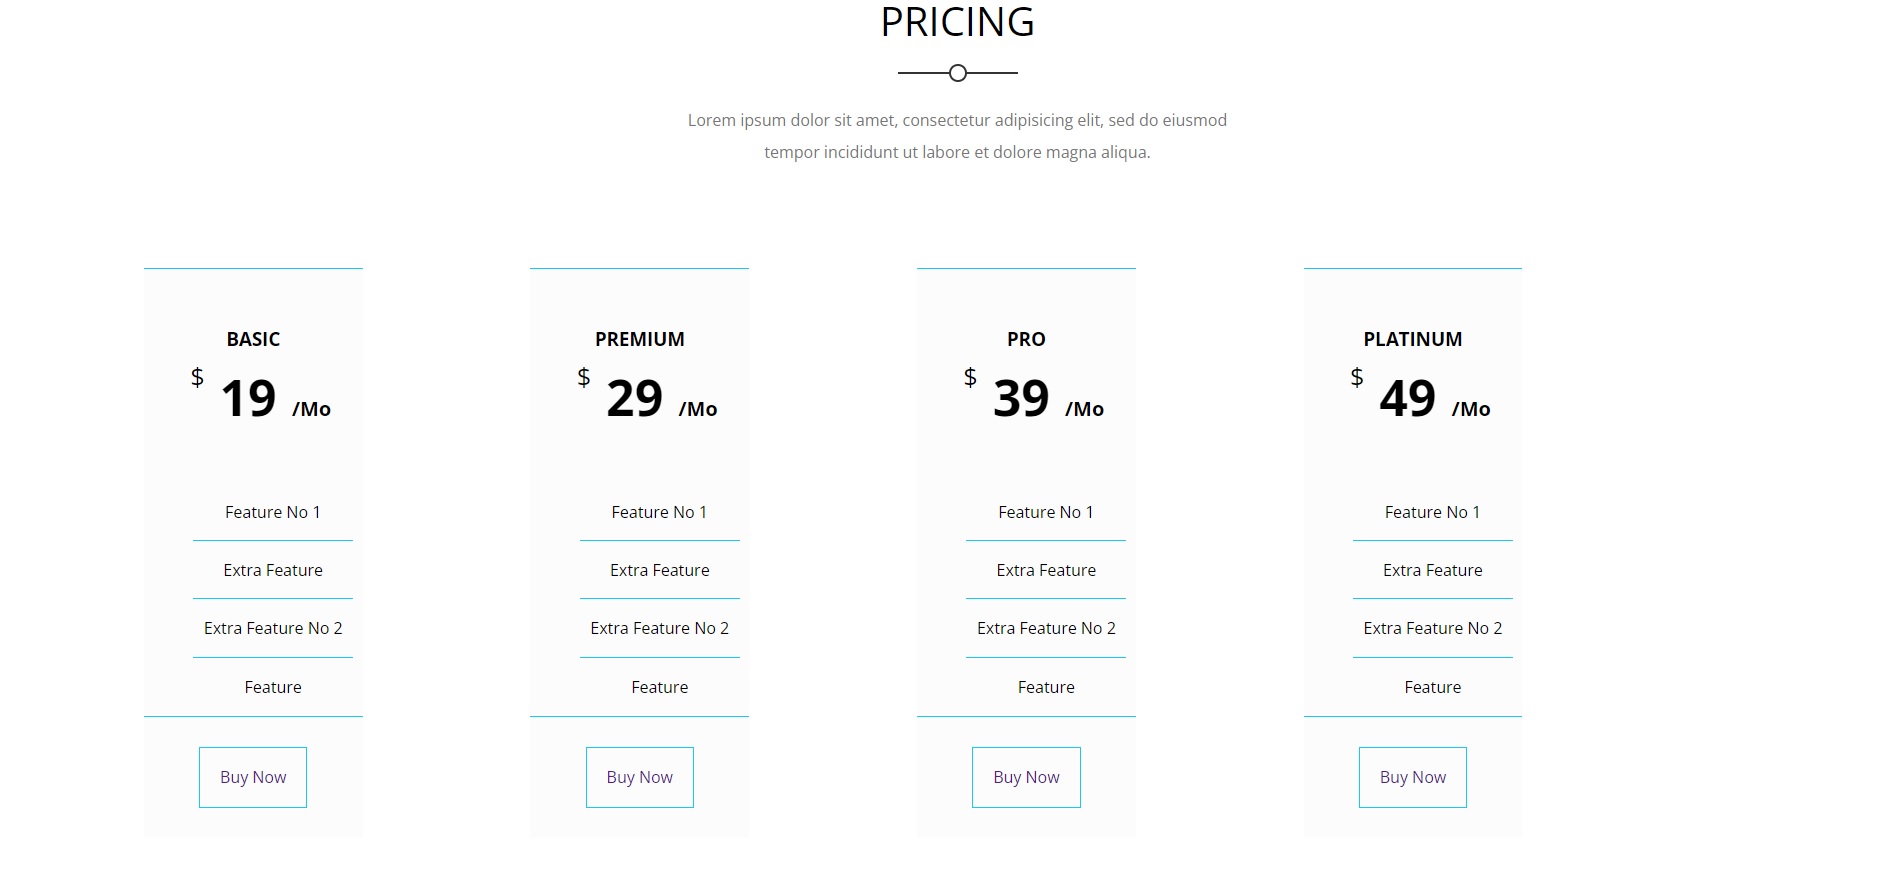 PRICING
Lorem ipsum dolor sit amet, consectetur adipisicing elit, sed do eiusmod
tempor incididunt ut labore et dolore magna aliqua.
BASIC
$ 19 /Mo
Feature No 1
Extra Feature
Extra Feature No 2
Feature
Buy Now
PREMIUM
$ 29 /Mo
Feature No 1
Extra Feature
Extra Feature No 2
Feature
Buy Now
PRO
$ 39 /Mo
Feature No 1
Extra Feature
Extra Feature No 2
Feature
Buy Now
PLATINUM
$ 49 /Mo
Feature No 1
Extra Feature
Extra Feature No 2
Feature
Buy Now